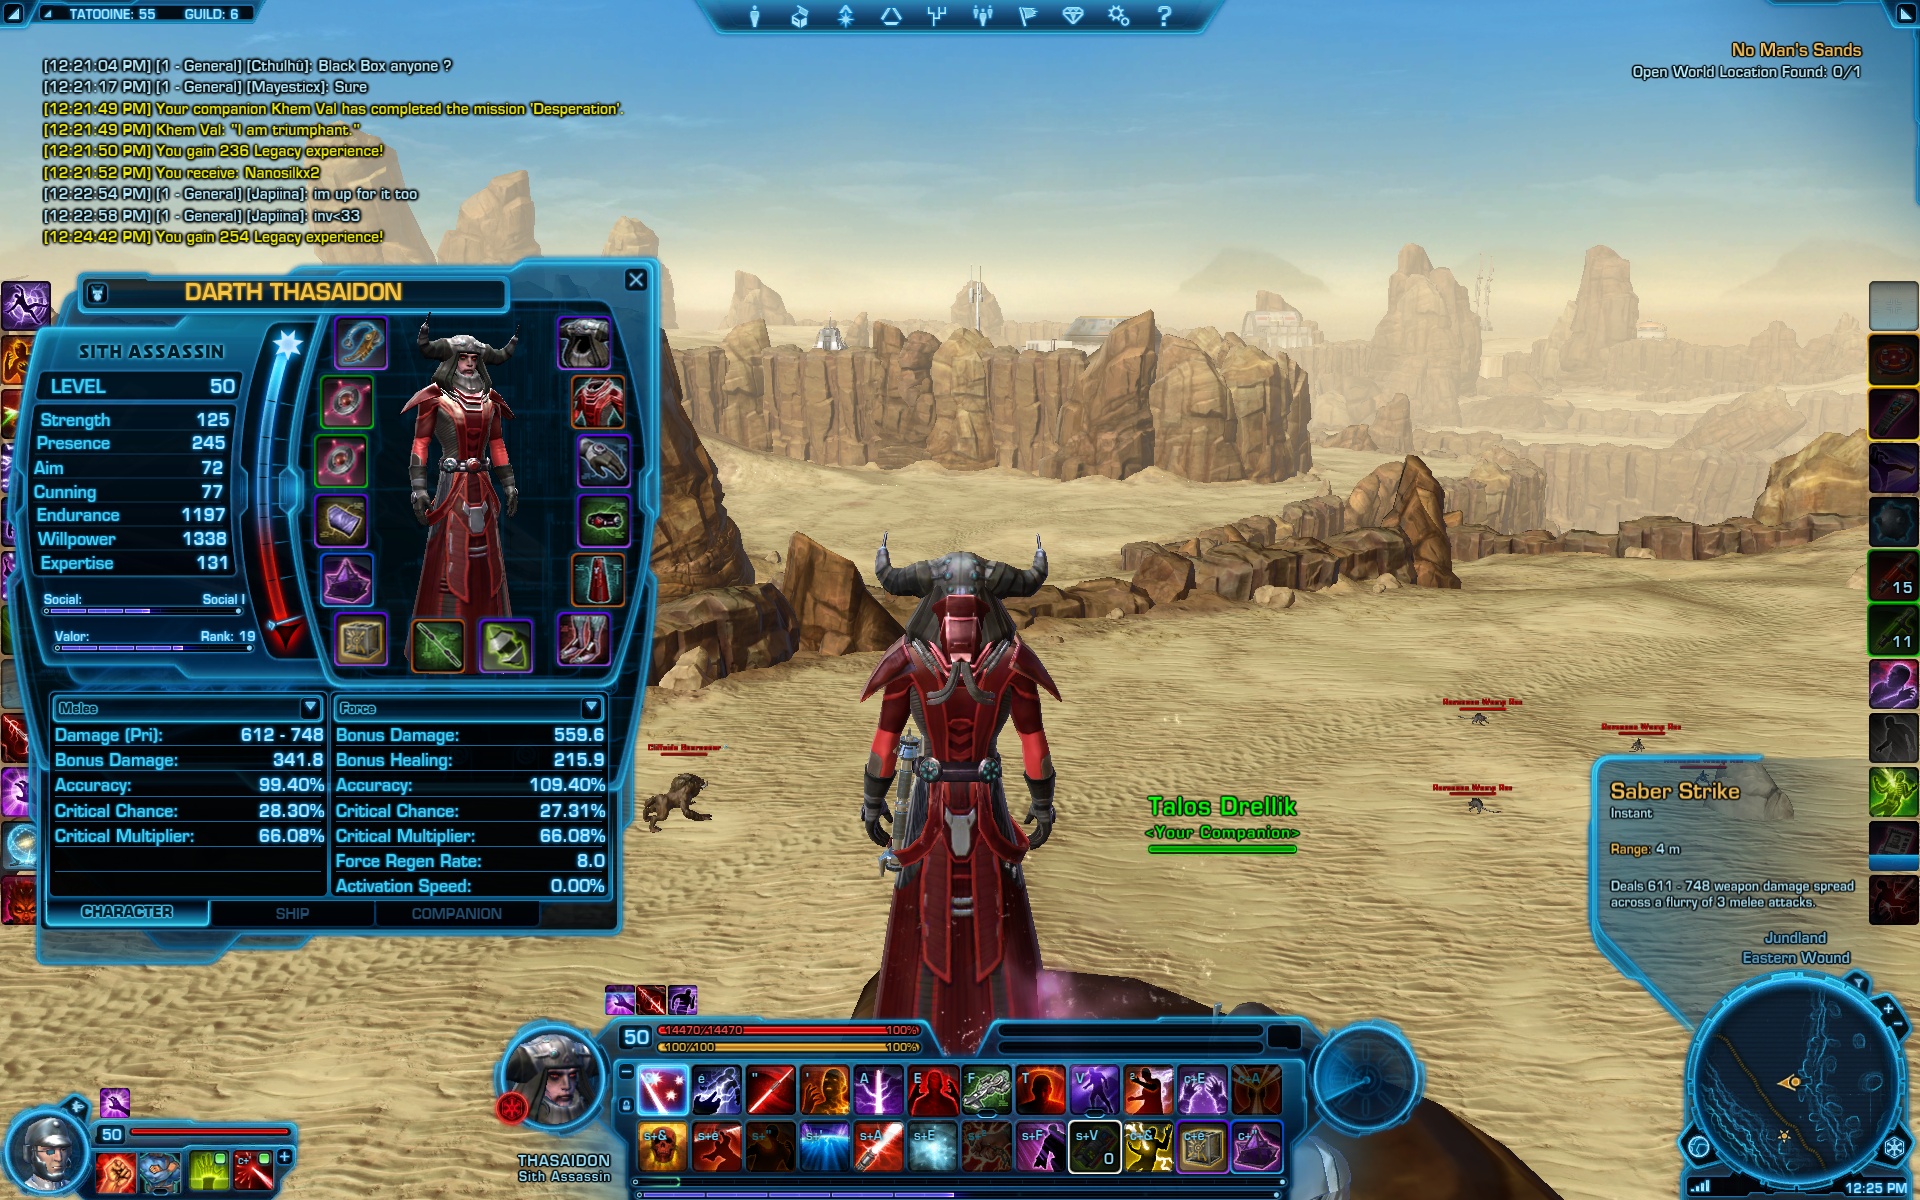 TATOOINE: 55 GUILD: 6
[12:21:04 PM] [1 - General] [Cthulhû]: Black Box anyone ?
[12:21:17 PM] [1 - General] [Mayesticx]: Sure
[12:21:49 PM] Your companion Khem Val has completed the mission 'Desperation'.
[12:21:49 PM] Khem Val: "I am triumphant."
[12:21:50 PM] You gain 236 Legacy experience!
[12:21:52 PM] You receive: Nanosilkx2
[12:22:54 PM] [1 - General] [Japiina]: im up for it too
[12:22:58 PM] [1 - General] [Japiina]: inv<33
[12:24:42 PM] You gain 254 Legacy experience!
No Man's Sands
Open World Location Found: 0/1
DARTH THASAIDON
SITH ASSASSIN
LEVEL 50
Strength 125
Presence 245
Aim 72
Cunning 77
Endurance 1197
Willpower 1338
Expertise 131
Social: Social I
Valor: Rank: 19
Melee
Damage (Pri): 612 - 748
Bonus Damage: 341.8
Accuracy: 99.40%
Critical Chance: 28.30%
Critical Multiplier: 66.08%
Force
Bonus Damage: 559.6
Bonus Healing: 215.9
Accuracy: 109.40%
Critical Chance: 27.31%
Critical Multiplier: 66.08%
Force Regen Rate: 8.0
Activation Speed: 0.00%
CHARACTER SHIP COMPANION
Talos Drellik
<Your Companion>
15
11
Saber Strike
Instant
Range: 4 m
Deals 611 - 748 weapon damage spread
across a flurry of 3 melee attacks.
Jundland
Eastern Wound
50 14470/14470 100%
100/100 100%
é " ' A E F T V 2 c+E c+A
s+& s+é s+" s+' s+A s+E s+F s+V 0 c+& c+é c+"
THASAIDON
Sith Assassin
50
12:25 PM